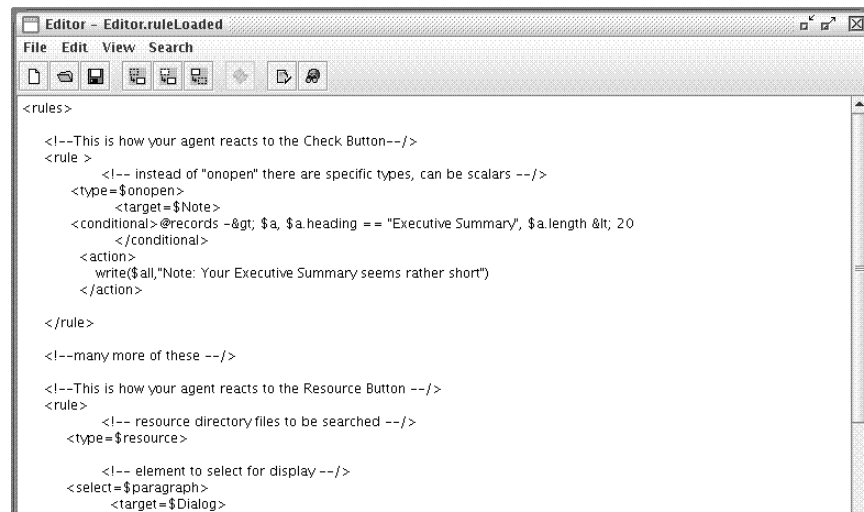 Editor - Editor.ruleLoaded
File Edit View Search
<rules>
<!--This is how your agent reacts to the Check Button--/>
<rule >
<!-- instead of "onopen" there are specific types, can be scalars --/>
<type=$onopen>
<target=$Note>
<conditional>@records -&gt; $a, $a.heading == "Executive Summary", $a.length &lt; 20
</conditional>
<action>
write($all,"Note: Your Executive Summary seems rather short")
</action>
</rule>
<!--many more of these --/>
<!--This is how your agent reacts to the Resource Button --/>
<rule>
<!-- resource directory files to be searched --/>
<type=$resource>
<!-- element to select for display --/>
<select=$paragraph>
<target=$Dialog>